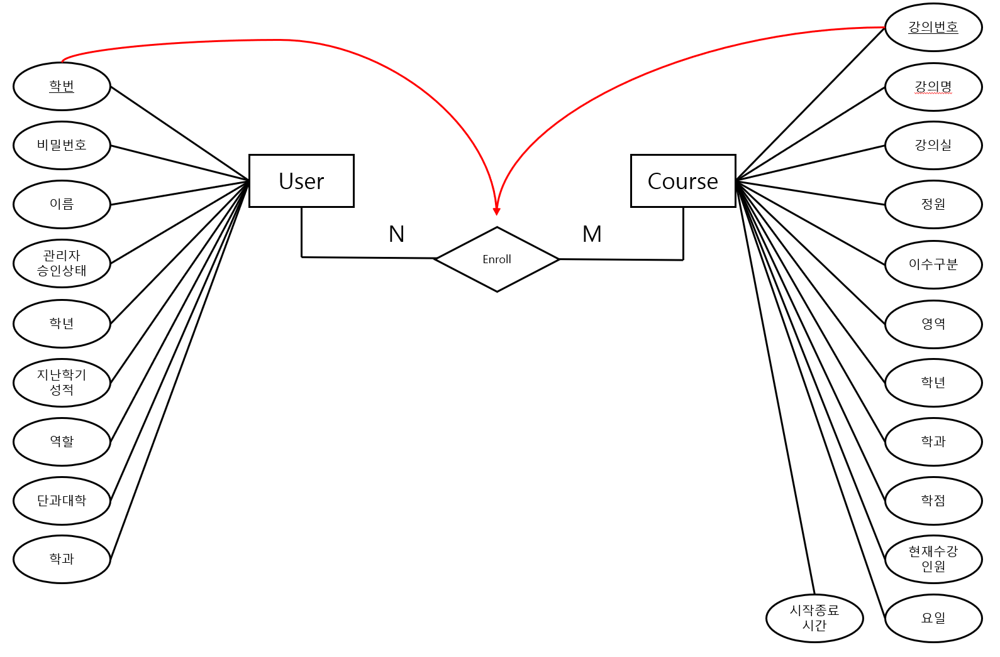 학번
비밀번호
이름
관리자
승인상태
학년
지난학기
성적
역할
단과대학
학과
User
N
Enroll
M
Course
강의번호
강의명
강의실
정원
이수구분
영역
학년
학과
학점
현재수강
인원
요일
시작종료
시간